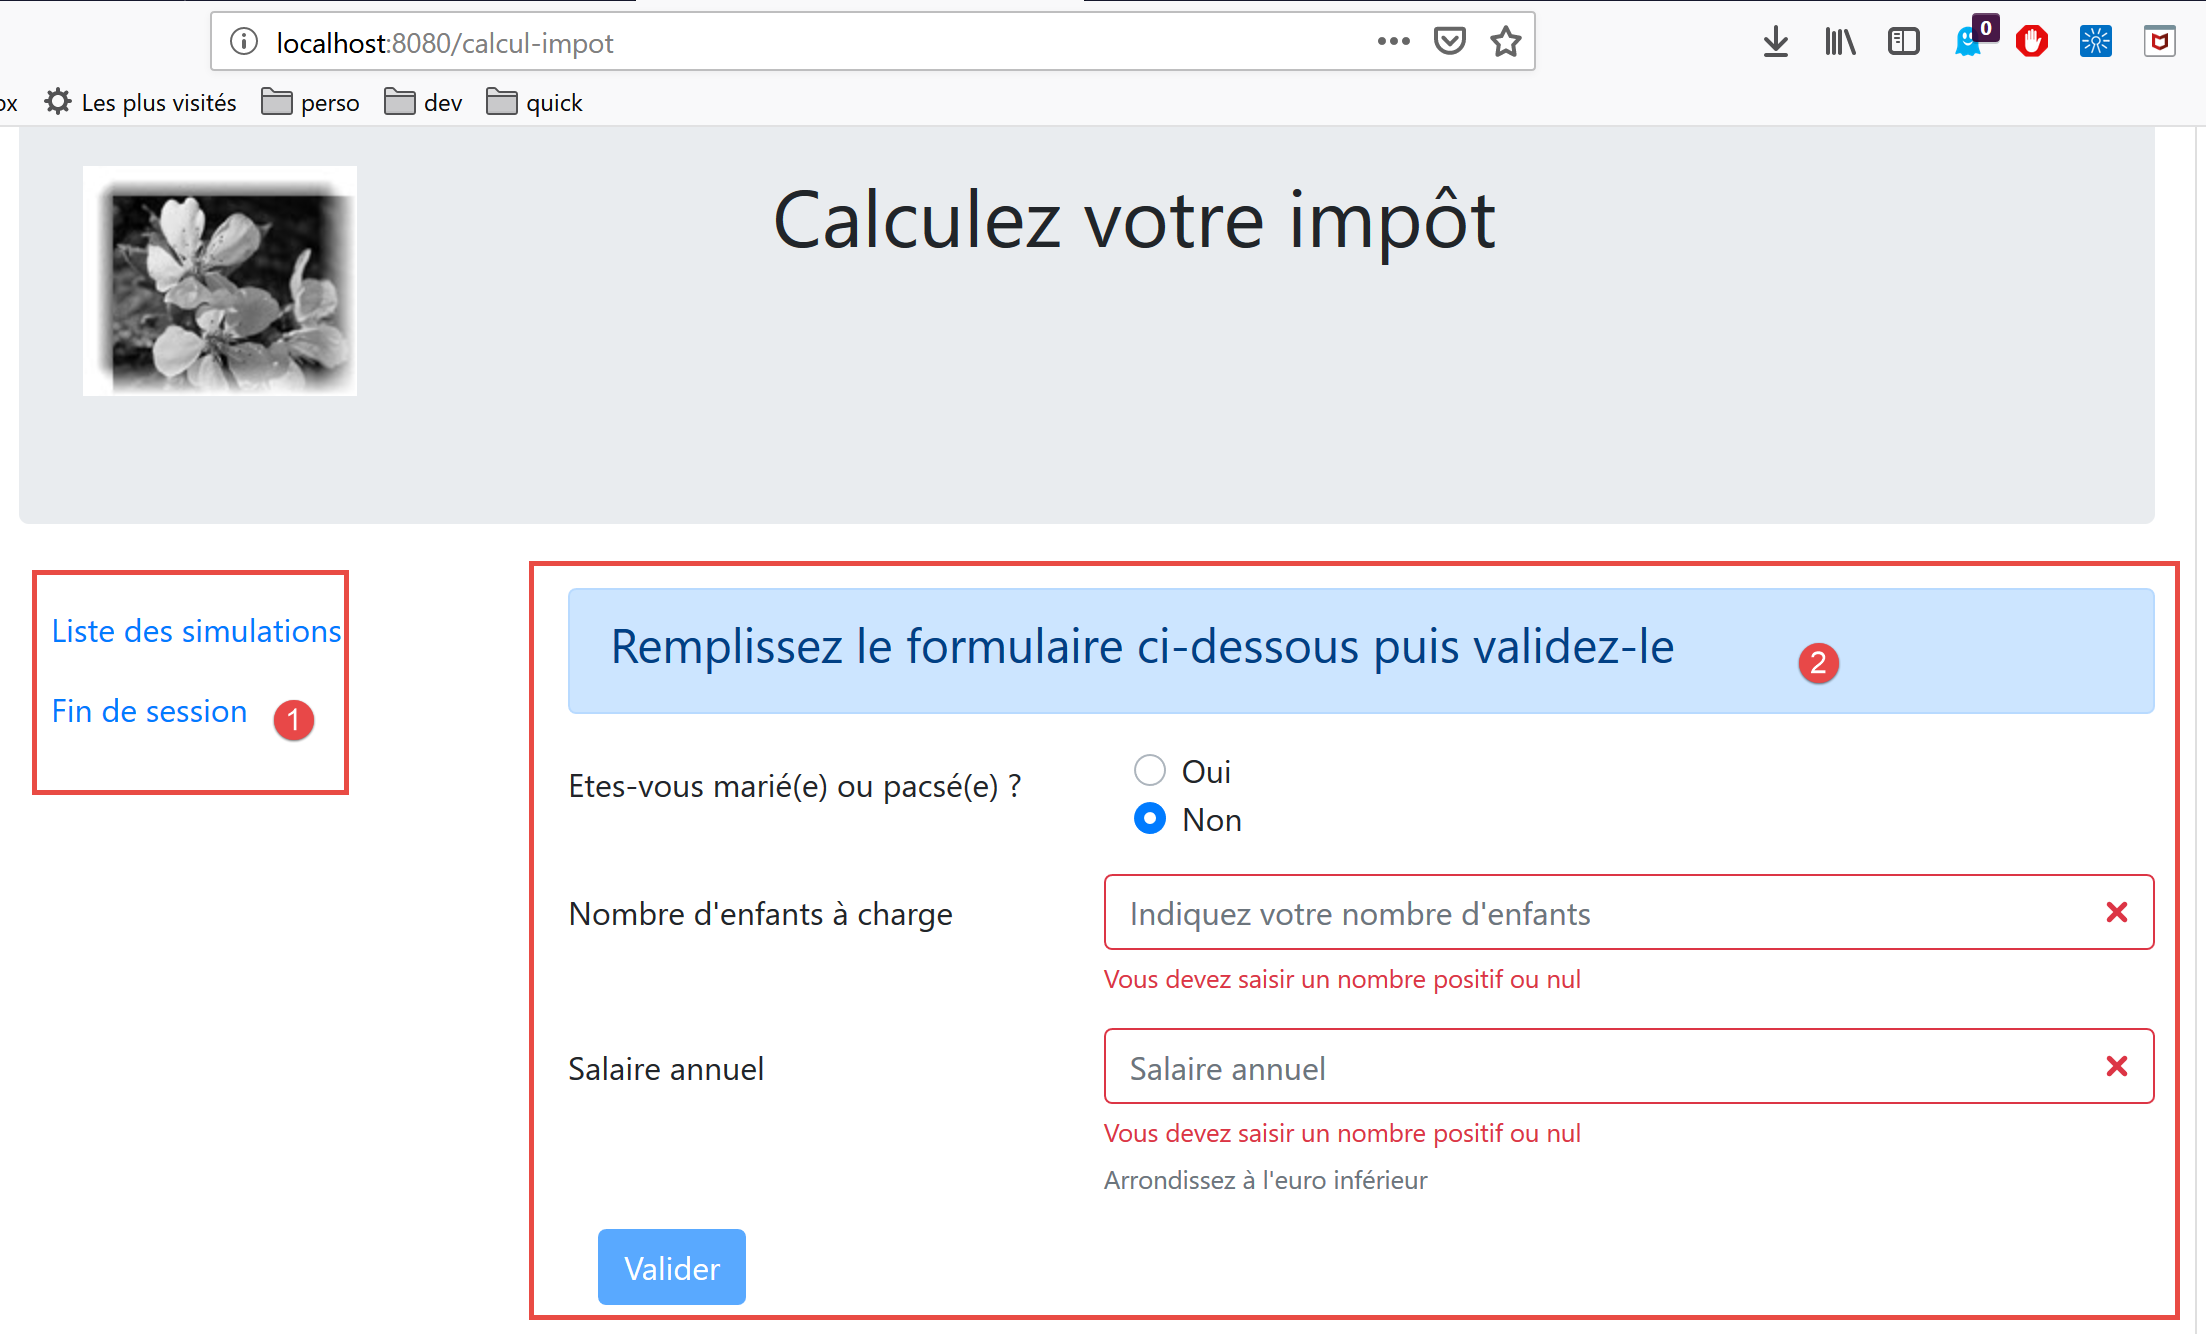 localhost:8080/calcul-impot
0
ox Les plus visités perso dev quick
Calculez votre impôt
Liste des simulations
Fin de session 1
Remplissez le formulaire ci-dessous puis validez-le 2
Etes-vous marié(e) ou pacsé(e) ?
Oui
Non
Nombre d'enfants à charge
Indiquez votre nombre d'enfants
Vous devez saisir un nombre positif ou nul
Salaire annuel
Salaire annuel
Vous devez saisir un nombre positif ou nul
Arrondissez à l'euro inférieur
Valider